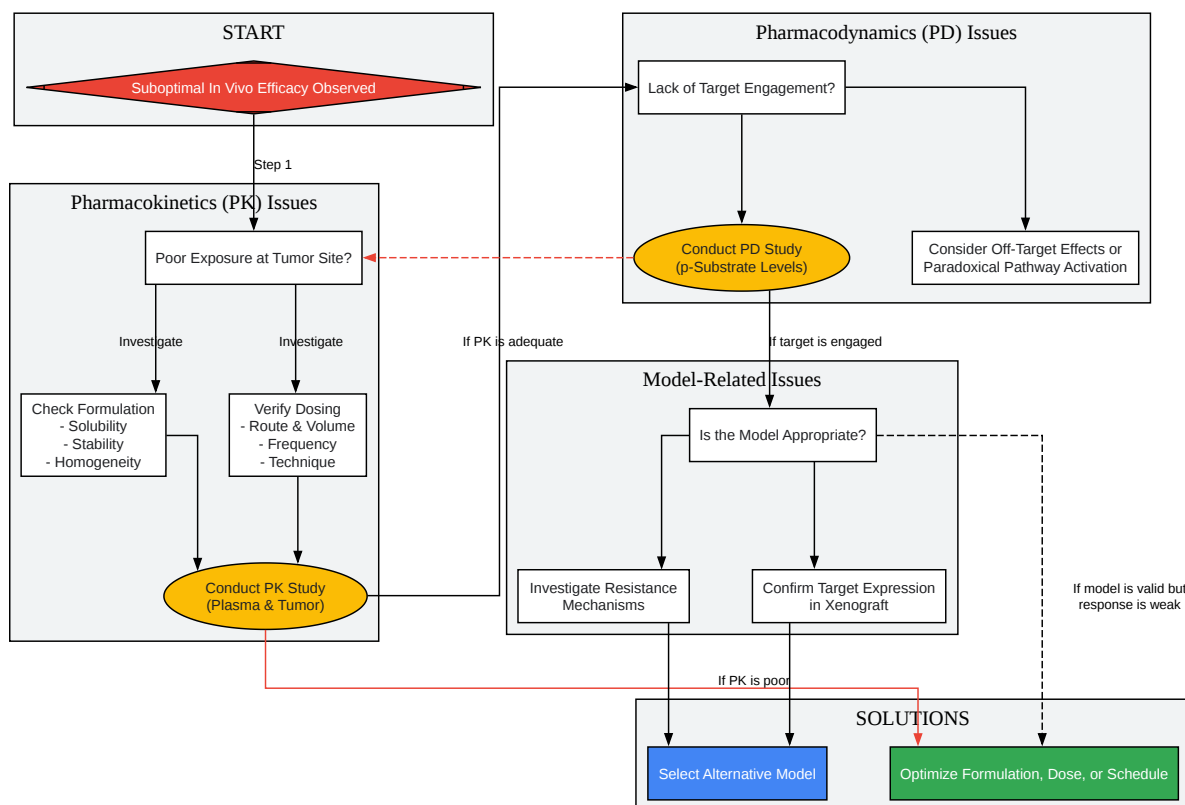 START
Suboptimal In Vivo Efficacy Observed
Step 1
Pharmacokinetics (PK) Issues
Poor Exposure at Tumor Site?
Investigate
Investigate
Check Formulation
- Solubility
- Stability
- Homogeneity
Verify Dosing
- Route & Volume
- Frequency
- Technique
Conduct PK Study
(Plasma & Tumor)
If PK is adequate
Pharmacodynamics (PD) Issues
Lack of Target Engagement?
Conduct PD Study
(p-Substrate Levels)
Consider Off-Target Effects or
Paradoxical Pathway Activation
If target is engaged
Model-Related Issues
Is the Model Appropriate?
Investigate Resistance
Mechanisms
Confirm Target Expression
in Xenograft
If model is valid but
response is weak
If PK is poor
SOLUTIONS
Select Alternative Model
Optimize Formulation, Dose, or Schedule